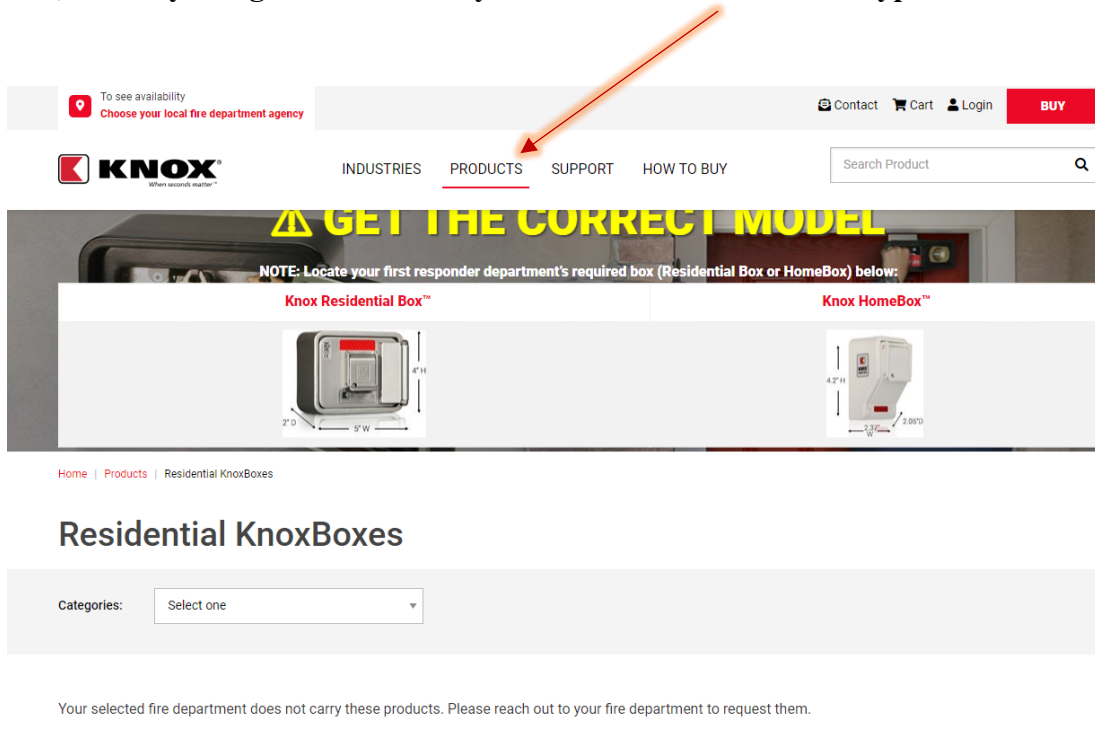 To see availability
Choose your local fire department agency
Contact Cart Login BUY
KNOX®
When seconds matter™
INDUSTRIES PRODUCTS SUPPORT HOW TO BUY
Search Product
⚠ GET THE CORRECT MODEL
NOTE: Locate your first responder department's required box (Residential Box or HomeBox) below:
Knox Residential Box™ Knox HomeBox™
4" H
2" D
5" W
KNOX
4.2" H
2.05"D
2.37"
W
Home | Products | Residential KnoxBoxes
Residential KnoxBoxes
Categories: Select one
Your selected fire department does not carry these products. Please reach out to your fire department to request them.